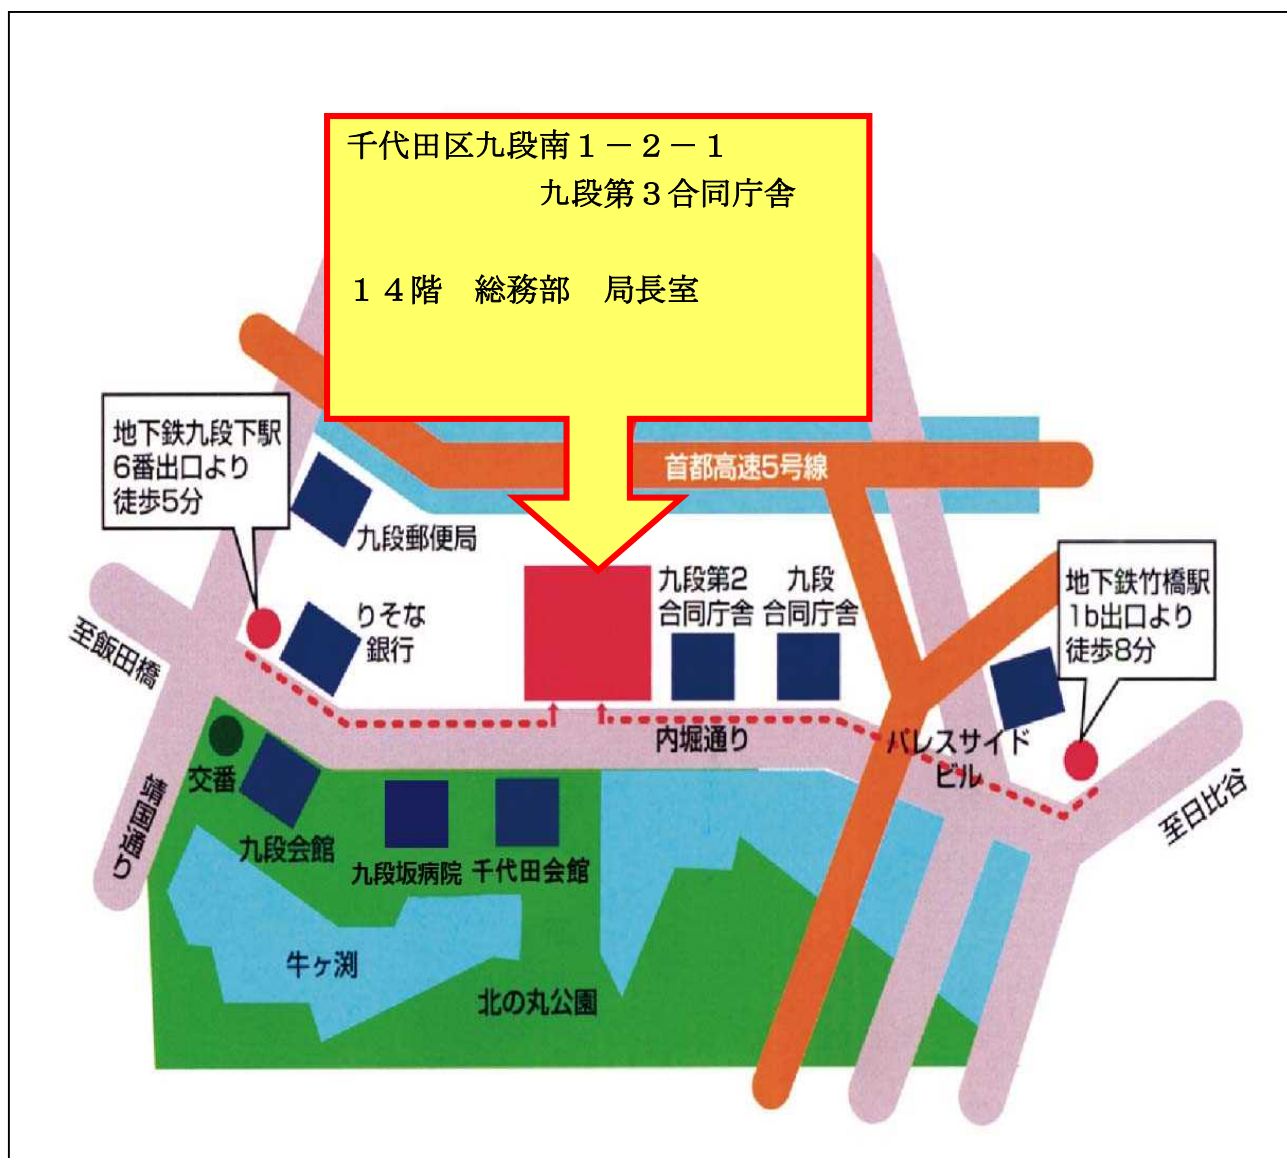 千代田区九段南１－２－１
九段第３合同庁舎
１４階　総務部　局長室
首都高速5号線
地下鉄九段下駅
6番出口より
徒歩5分
九段郵便局
九段第2
合同庁舎
九段
合同庁舎
地下鉄竹橋駅
1b出口より
徒歩8分
りそな
銀行
至飯田橋
内堀通り
パレスサイド
ビル
交番
靖国通り
九段会館
九段坂病院
千代田会館
至日比谷
牛ヶ渕
北の丸公園